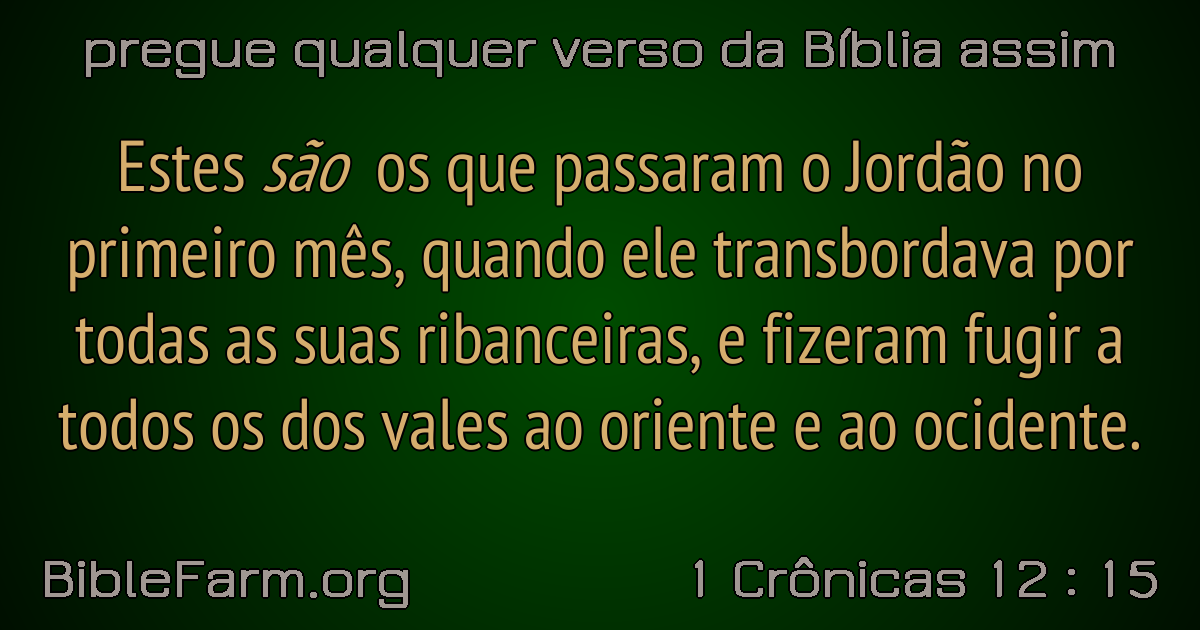 pregue qualquer verso da Bíblia assim
Estes são os que passaram o Jordão no
primeiro mês, quando ele transbordava por
todas as suas ribanceiras, e fizeram fugir a
todos os dos vales ao oriente e ao ocidente.
BibleFarm.org
1 Crônicas 12 : 15